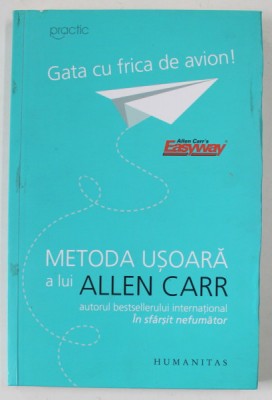 practic
Gata cu frica de avion!
Allen Carr's
Easyway
METODA UȘOARĂ
a lui ALLEN CARR
autorul bestsellerului internațional
În sfârșit nefumător
HUMANITAS